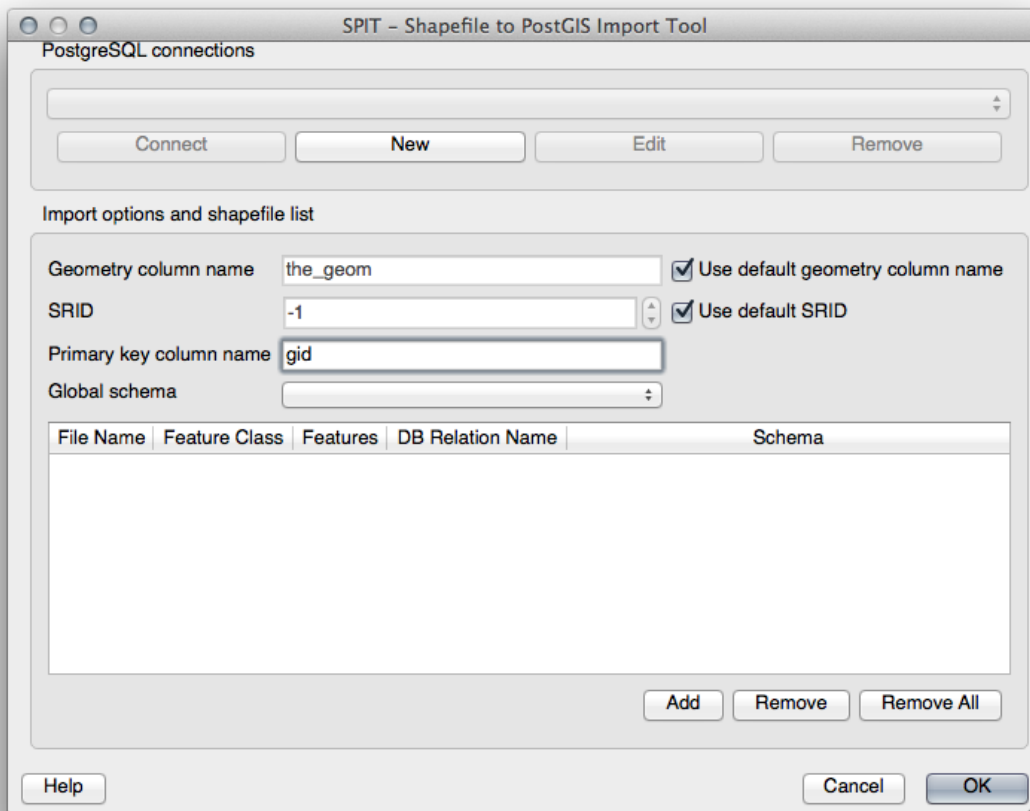 SPIT – Shapefile to PostGIS Import Tool
PostgreSQL connections
Connect New Edit Remove
Import options and shapefile list
Geometry column name the_geom Use default geometry column name
SRID -1 Use default SRID
Primary key column name gid
Global schema
File Name Feature Class Features DB Relation Name Schema
Add Remove Remove All
Help Cancel OK